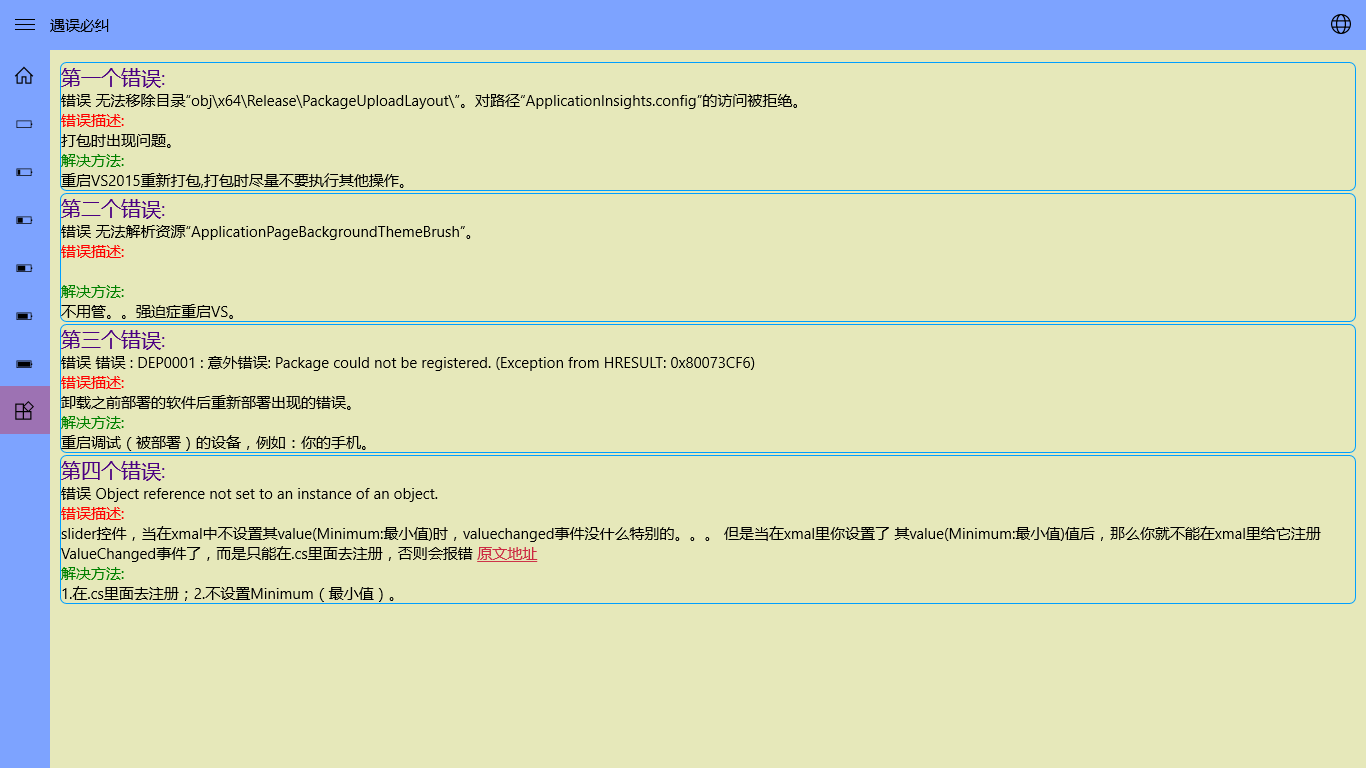 遇误必纠
第一个错误:
错误 无法移除目录“obj\x64\Release\PackageUploadLayout\”。对路径“ApplicationInsights.config”的访问被拒绝。
错误描述:
打包时出现问题。
解决方法:
重启VS2015重新打包,打包时尽量不要执行其他操作。
第二个错误:
错误 无法解析资源“ApplicationPageBackgroundThemeBrush”。
错误描述:
解决方法:
不用管。。强迫症重启VS。
第三个错误:
错误 错误 : DEP0001 : 意外错误: Package could not be registered. (Exception from HRESULT: 0x80073CF6)
错误描述:
卸载之前部署的软件后重新部署出现的错误。
解决方法:
重启调试（被部署）的设备，例如：你的手机。
第四个错误:
错误 Object reference not set to an instance of an object.
错误描述:
slider控件，当在xmal中不设置其value(Minimum:最小值)时，valuechanged事件没什么特别的。。。 但是当在xmal里你设置了 其value(Minimum:最小值)值后，那么你就不能在xmal里给它注册
ValueChanged事件了，而是只能在.cs里面去注册，否则会报错 原文地址
解决方法:
1.在.cs里面去注册；2.不设置Minimum（最小值）。